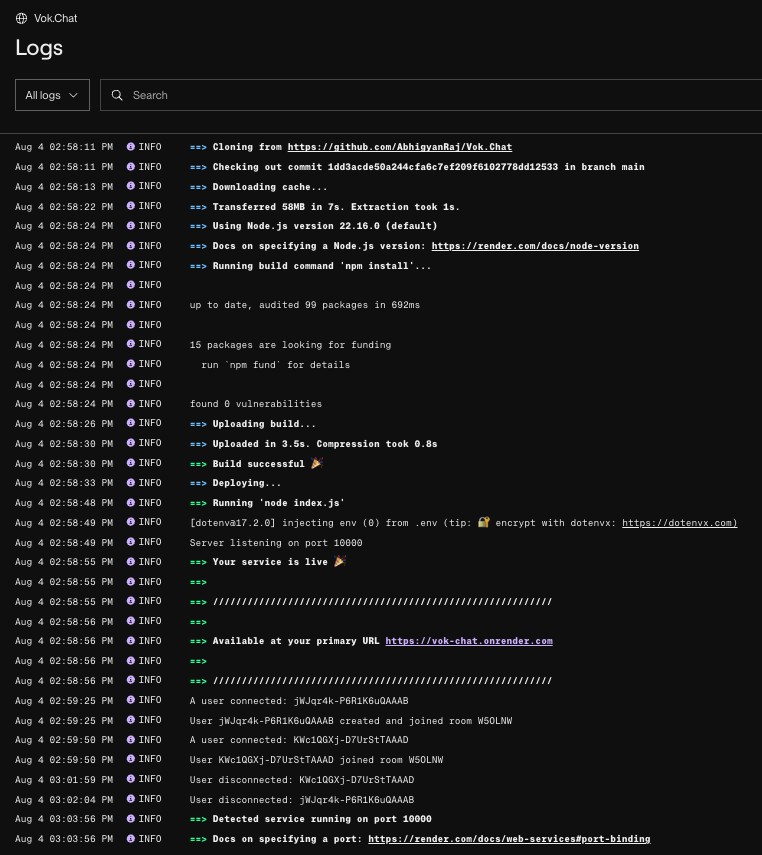 Vok.Chat
Logs
All logs
Search
Aug 4 02:58:11 PM INFO ==> Cloning from https://github.com/AbhigyanRaj/Vok.Chat
Aug 4 02:58:11 PM INFO ==> Checking out commit 1dd3acde50a244cfa6c7ef209f6102778dd12533 in branch main
Aug 4 02:58:13 PM INFO ==> Downloading cache...
Aug 4 02:58:22 PM INFO ==> Transferred 58MB in 7s. Extraction took 1s.
Aug 4 02:58:24 PM INFO ==> Using Node.js version 22.16.0 (default)
Aug 4 02:58:24 PM INFO ==> Docs on specifying a Node.js version: https://render.com/docs/node-version
Aug 4 02:58:24 PM INFO ==> Running build command 'npm install'...
Aug 4 02:58:24 PM INFO
Aug 4 02:58:24 PM INFO up to date, audited 99 packages in 692ms
Aug 4 02:58:24 PM INFO
Aug 4 02:58:24 PM INFO 15 packages are looking for funding
Aug 4 02:58:24 PM INFO run `npm fund` for details
Aug 4 02:58:24 PM INFO
Aug 4 02:58:24 PM INFO found 0 vulnerabilities
Aug 4 02:58:26 PM INFO ==> Uploading build...
Aug 4 02:58:30 PM INFO ==> Uploaded in 3.5s. Compression took 0.8s
Aug 4 02:58:30 PM INFO ==> Build successful 🎉
Aug 4 02:58:33 PM INFO ==> Deploying...
Aug 4 02:58:48 PM INFO ==> Running 'node index.js'
Aug 4 02:58:49 PM INFO [dotenv@17.2.0] injecting env (0) from .env (tip: 🔐 encrypt with dotenvx: https://dotenvx.com)
Aug 4 02:58:49 PM INFO Server listening on port 10000
Aug 4 02:58:55 PM INFO ==> Your service is live 🎉
Aug 4 02:58:55 PM INFO ==>
Aug 4 02:58:55 PM INFO ==> ///////////////////////////////////////////////////////////
Aug 4 02:58:56 PM INFO ==>
Aug 4 02:58:56 PM INFO ==> Available at your primary URL https://vok-chat.onrender.com
Aug 4 02:58:56 PM INFO ==>
Aug 4 02:58:56 PM INFO ==> ///////////////////////////////////////////////////////////
Aug 4 02:59:25 PM INFO A user connected: jWJqr4k-P6R1K6uQAAAB
Aug 4 02:59:25 PM INFO User jWJqr4k-P6R1K6uQAAAB created and joined room W5OLNW
Aug 4 02:59:50 PM INFO A user connected: KWc1QGXj-D7UrStTAAAD
Aug 4 02:59:50 PM INFO User KWc1QGXj-D7UrStTAAAD joined room W5OLNW
Aug 4 03:01:59 PM INFO User disconnected: KWc1QGXj-D7UrStTAAAD
Aug 4 03:02:04 PM INFO User disconnected: jWJqr4k-P6R1K6uQAAAB
Aug 4 03:03:56 PM INFO ==> Detected service running on port 10000
Aug 4 03:03:56 PM INFO ==> Docs on specifying a port: https://render.com/docs/web-services#port-binding